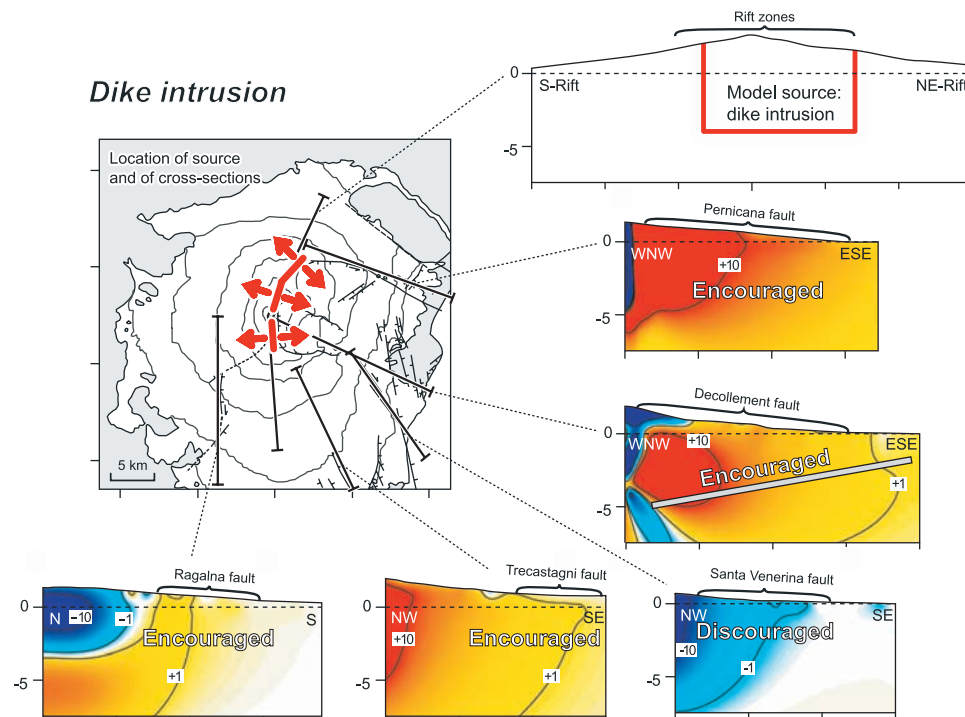 Rift zones
Dike intrusion
0
S-Rift
NE-Rift
Model source:
dike intrusion
-5
Location of source
and of cross-sections
5 km
Pernicana fault
0
WNW
ESE
+10
Encouraged
-5
Decollement fault
0
WNW
+10
ESE
Encouraged
+1
-5
Ragalna fault
0
N
-10
-1
S
Encouraged
+1
-5
Trecastagni fault
0
NW
SE
+10
Encouraged
+1
-5
Santa Venerina fault
0
NW
SE
Discouraged
-10
-1
-5